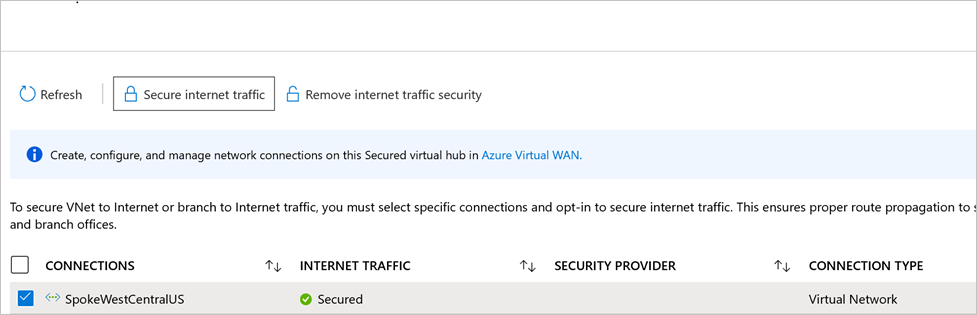 Refresh Secure internet traffic Remove internet traffic security
Create, configure, and manage network connections on this Secured virtual hub in Azure Virtual WAN.
To secure VNet to Internet or branch to Internet traffic, you must select specific connections and opt-in to secure internet traffic. This ensures proper route propagation to
and branch offices.
CONNECTIONS INTERNET TRAFFIC SECURITY PROVIDER CONNECTION TYPE
SpokeWestCentralUS Secured Virtual Network